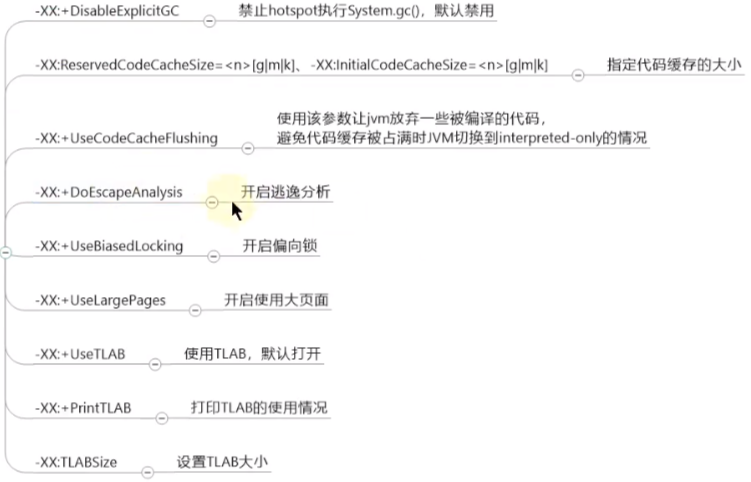 -XX:+DisableExplicitGC 禁止hotspot执行System.gc()，默认禁用
-XX:ReservedCodeCacheSize=<n>[g|m|k]、-XX:InitialCodeCacheSize=<n>[g|m|k] 指定代码缓存的大小
使用该参数让jvm放弃一些被编译的代码，
-XX:+UseCodeCacheFlushing 避免代码缓存被占满时JVM切换到interpreted-only的情况
-XX:+DoEscapeAnalysis 开启逃逸分析
-XX:+UseBiasedLocking 开启偏向锁
-XX:+UseLargePages 开启使用大页面
-XX:+UseTLAB 使用TLAB，默认打开
-XX:+PrintTLAB 打印TLAB的使用情况
-XX:TLABSize 设置TLAB大小